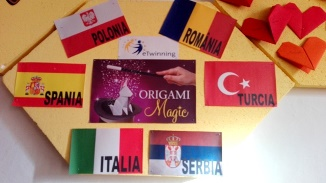 POLONIA
ROMANIA
eTwinning
SPANIA
ORIGAMI
Magic
TURCIA
ITALIA
SERBIA